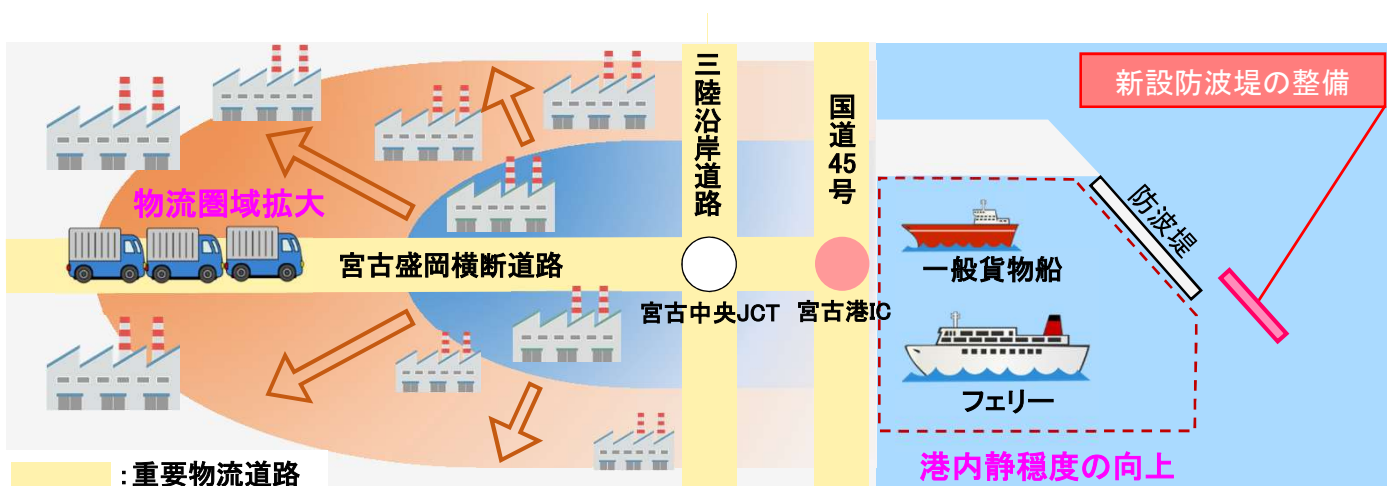 三陸沿岸道路
国道45号
新設防波堤の整備
物流圏域拡大
防波堤
宮古盛岡横断道路
一般貨物船
宮古中央JCT
宮古港IC
フェリー
港内静穏度の向上
：重要物流道路